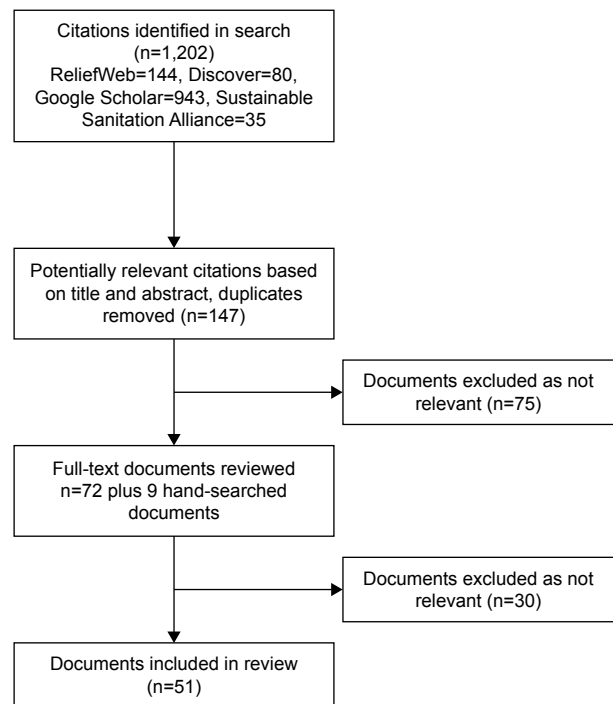 Citations identified in search
(n=1,202)
ReliefWeb=144, Discover=80,
Google Scholar=943, Sustainable
Sanitation Alliance=35
Potentially relevant citations based
on title and abstract, duplicates
removed (n=147)
Documents excluded as not
relevant (n=75)
Full-text documents reviewed
n=72 plus 9 hand-searched
documents
Documents excluded as not
relevant (n=30)
Documents included in review
(n=51)